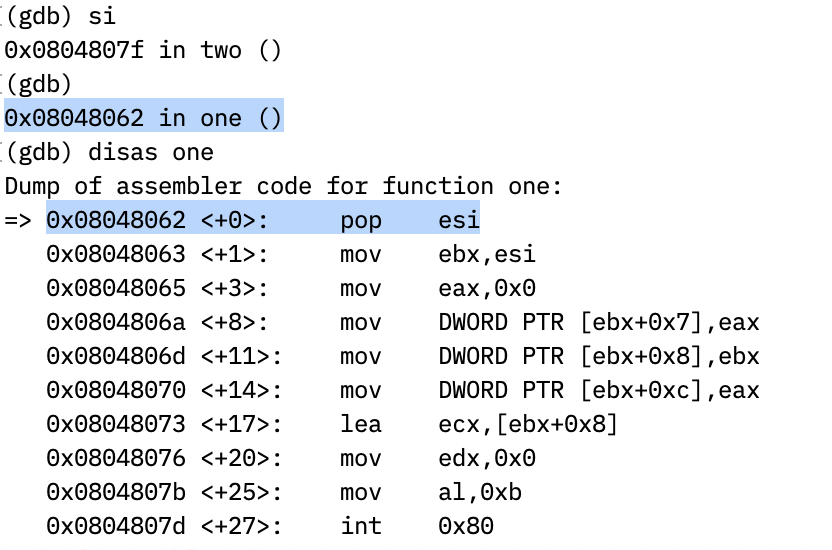 (gdb) si
0x0804807f in two ()
(gdb)
0x08048062 in one ()
(gdb) disas one
Dump of assembler code for function one:
=> 0x08048062 <+0>:     pop    esi
   0x08048063 <+1>:     mov    ebx,esi
   0x08048065 <+3>:     mov    eax,0x0
   0x0804806a <+8>:     mov    DWORD PTR [ebx+0x7],eax
   0x0804806d <+11>:    mov    DWORD PTR [ebx+0x8],ebx
   0x08048070 <+14>:    mov    DWORD PTR [ebx+0xc],eax
   0x08048073 <+17>:    lea    ecx,[ebx+0x8]
   0x08048076 <+20>:    mov    edx,0x0
   0x0804807b <+25>:    mov    al,0xb
   0x0804807d <+27>:    int    0x80